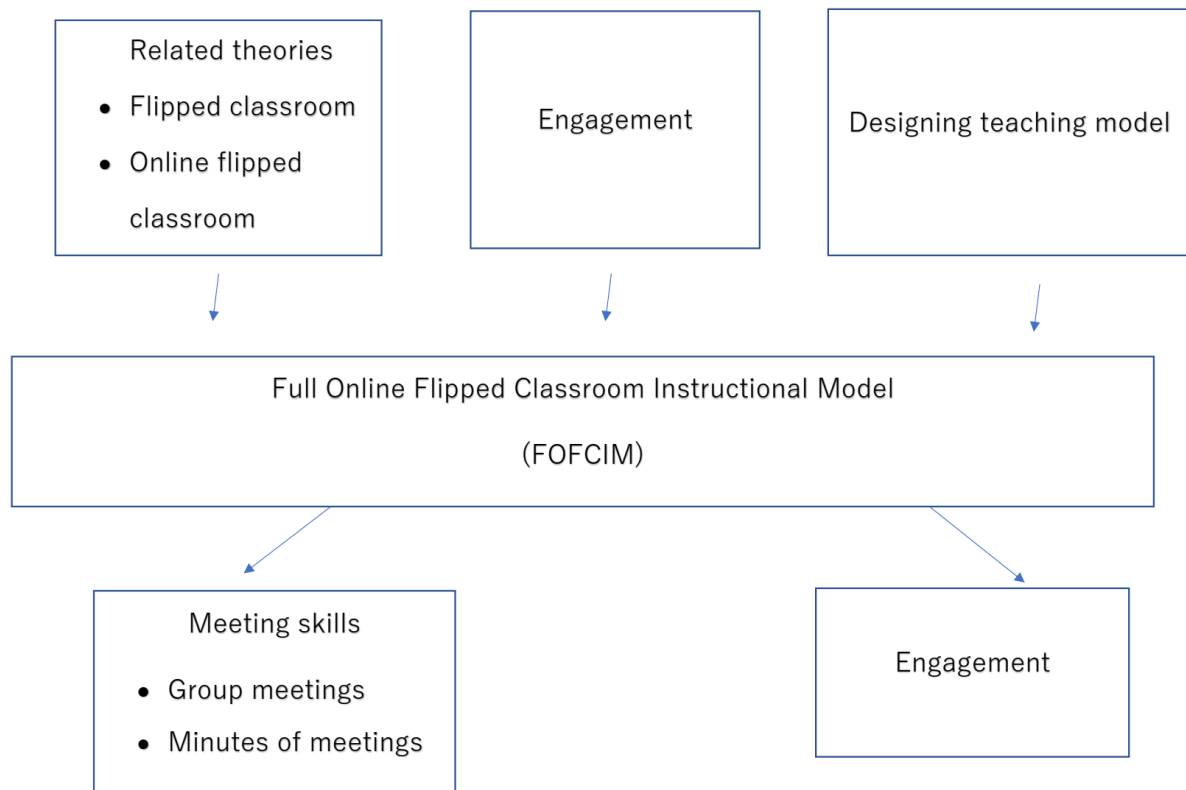 Related theories
● Flipped classroom
● Online flipped
classroom
Engagement
Designing teaching model
Full Online Flipped Classroom Instructional Model
(FOFCIM)
Meeting skills
● Group meetings
● Minutes of meetings
Engagement